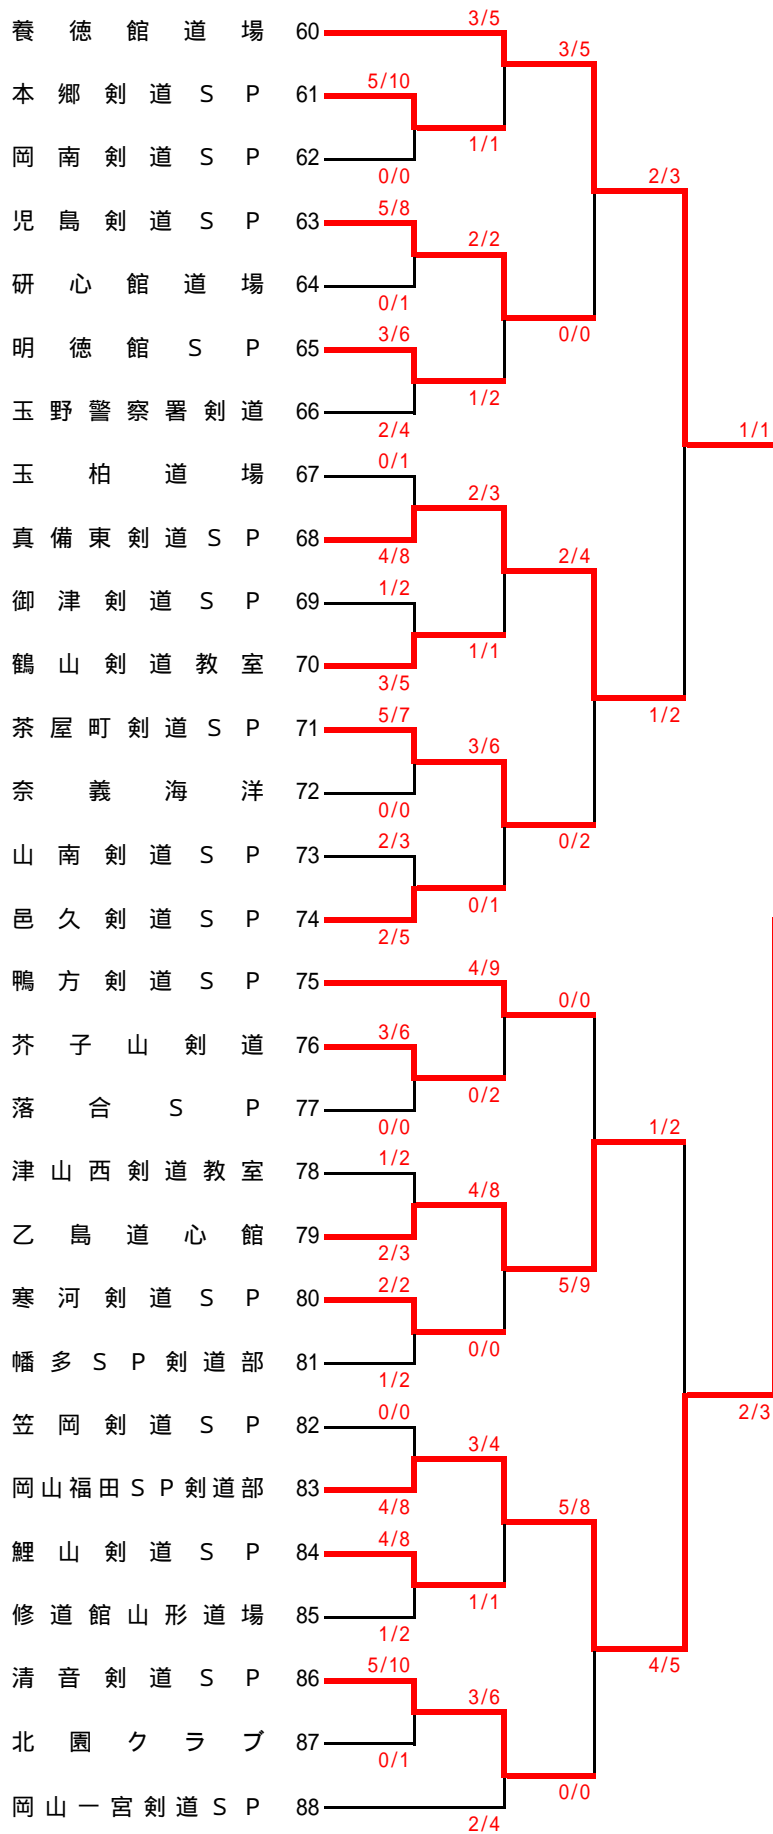 養徳館道場 60 3/5
3/5
本郷剣道SP 61 5/10
1/1
岡南剣道SP 62
0/0 2/3
児島剣道SP 63 5/8
2/2
研心館道場 64
0/1
明徳館SP 65 3/6 0/0
1/2
玉野警察署剣道 66
2/4 1/1
玉柏道場 67 0/1
2/3
真備東剣道SP 68
4/8 2/4
御津剣道SP 69 1/2
1/1
鶴山剣道教室 70
3/5
茶屋町剣道SP 71 5/7 1/2
3/6
奈義海洋 72
0/0
山南剣道SP 73 2/3 0/2
0/1
邑久剣道SP 74
2/5
鴨方剣道SP 75 4/9
0/0
芥子山剣道 76 3/6
0/2
落合SP 77
0/0 1/2
津山西剣道教室 78 1/2
4/8
乙島道心館 79
2/3
寒河剣道SP 80 2/2 5/9
0/0
幡多SP剣道部 81
1/2
笠岡剣道SP 82 0/0 2/3
3/4
岡山福田SP剣道部 83
4/8 5/8
鯉山剣道SP 84 4/8
1/1
修道館山形道場 85
1/2
清音剣道SP 86 5/10 4/5
3/6
北園クラブ 87
0/1
岡山一宮剣道SP 88 0/0
2/4